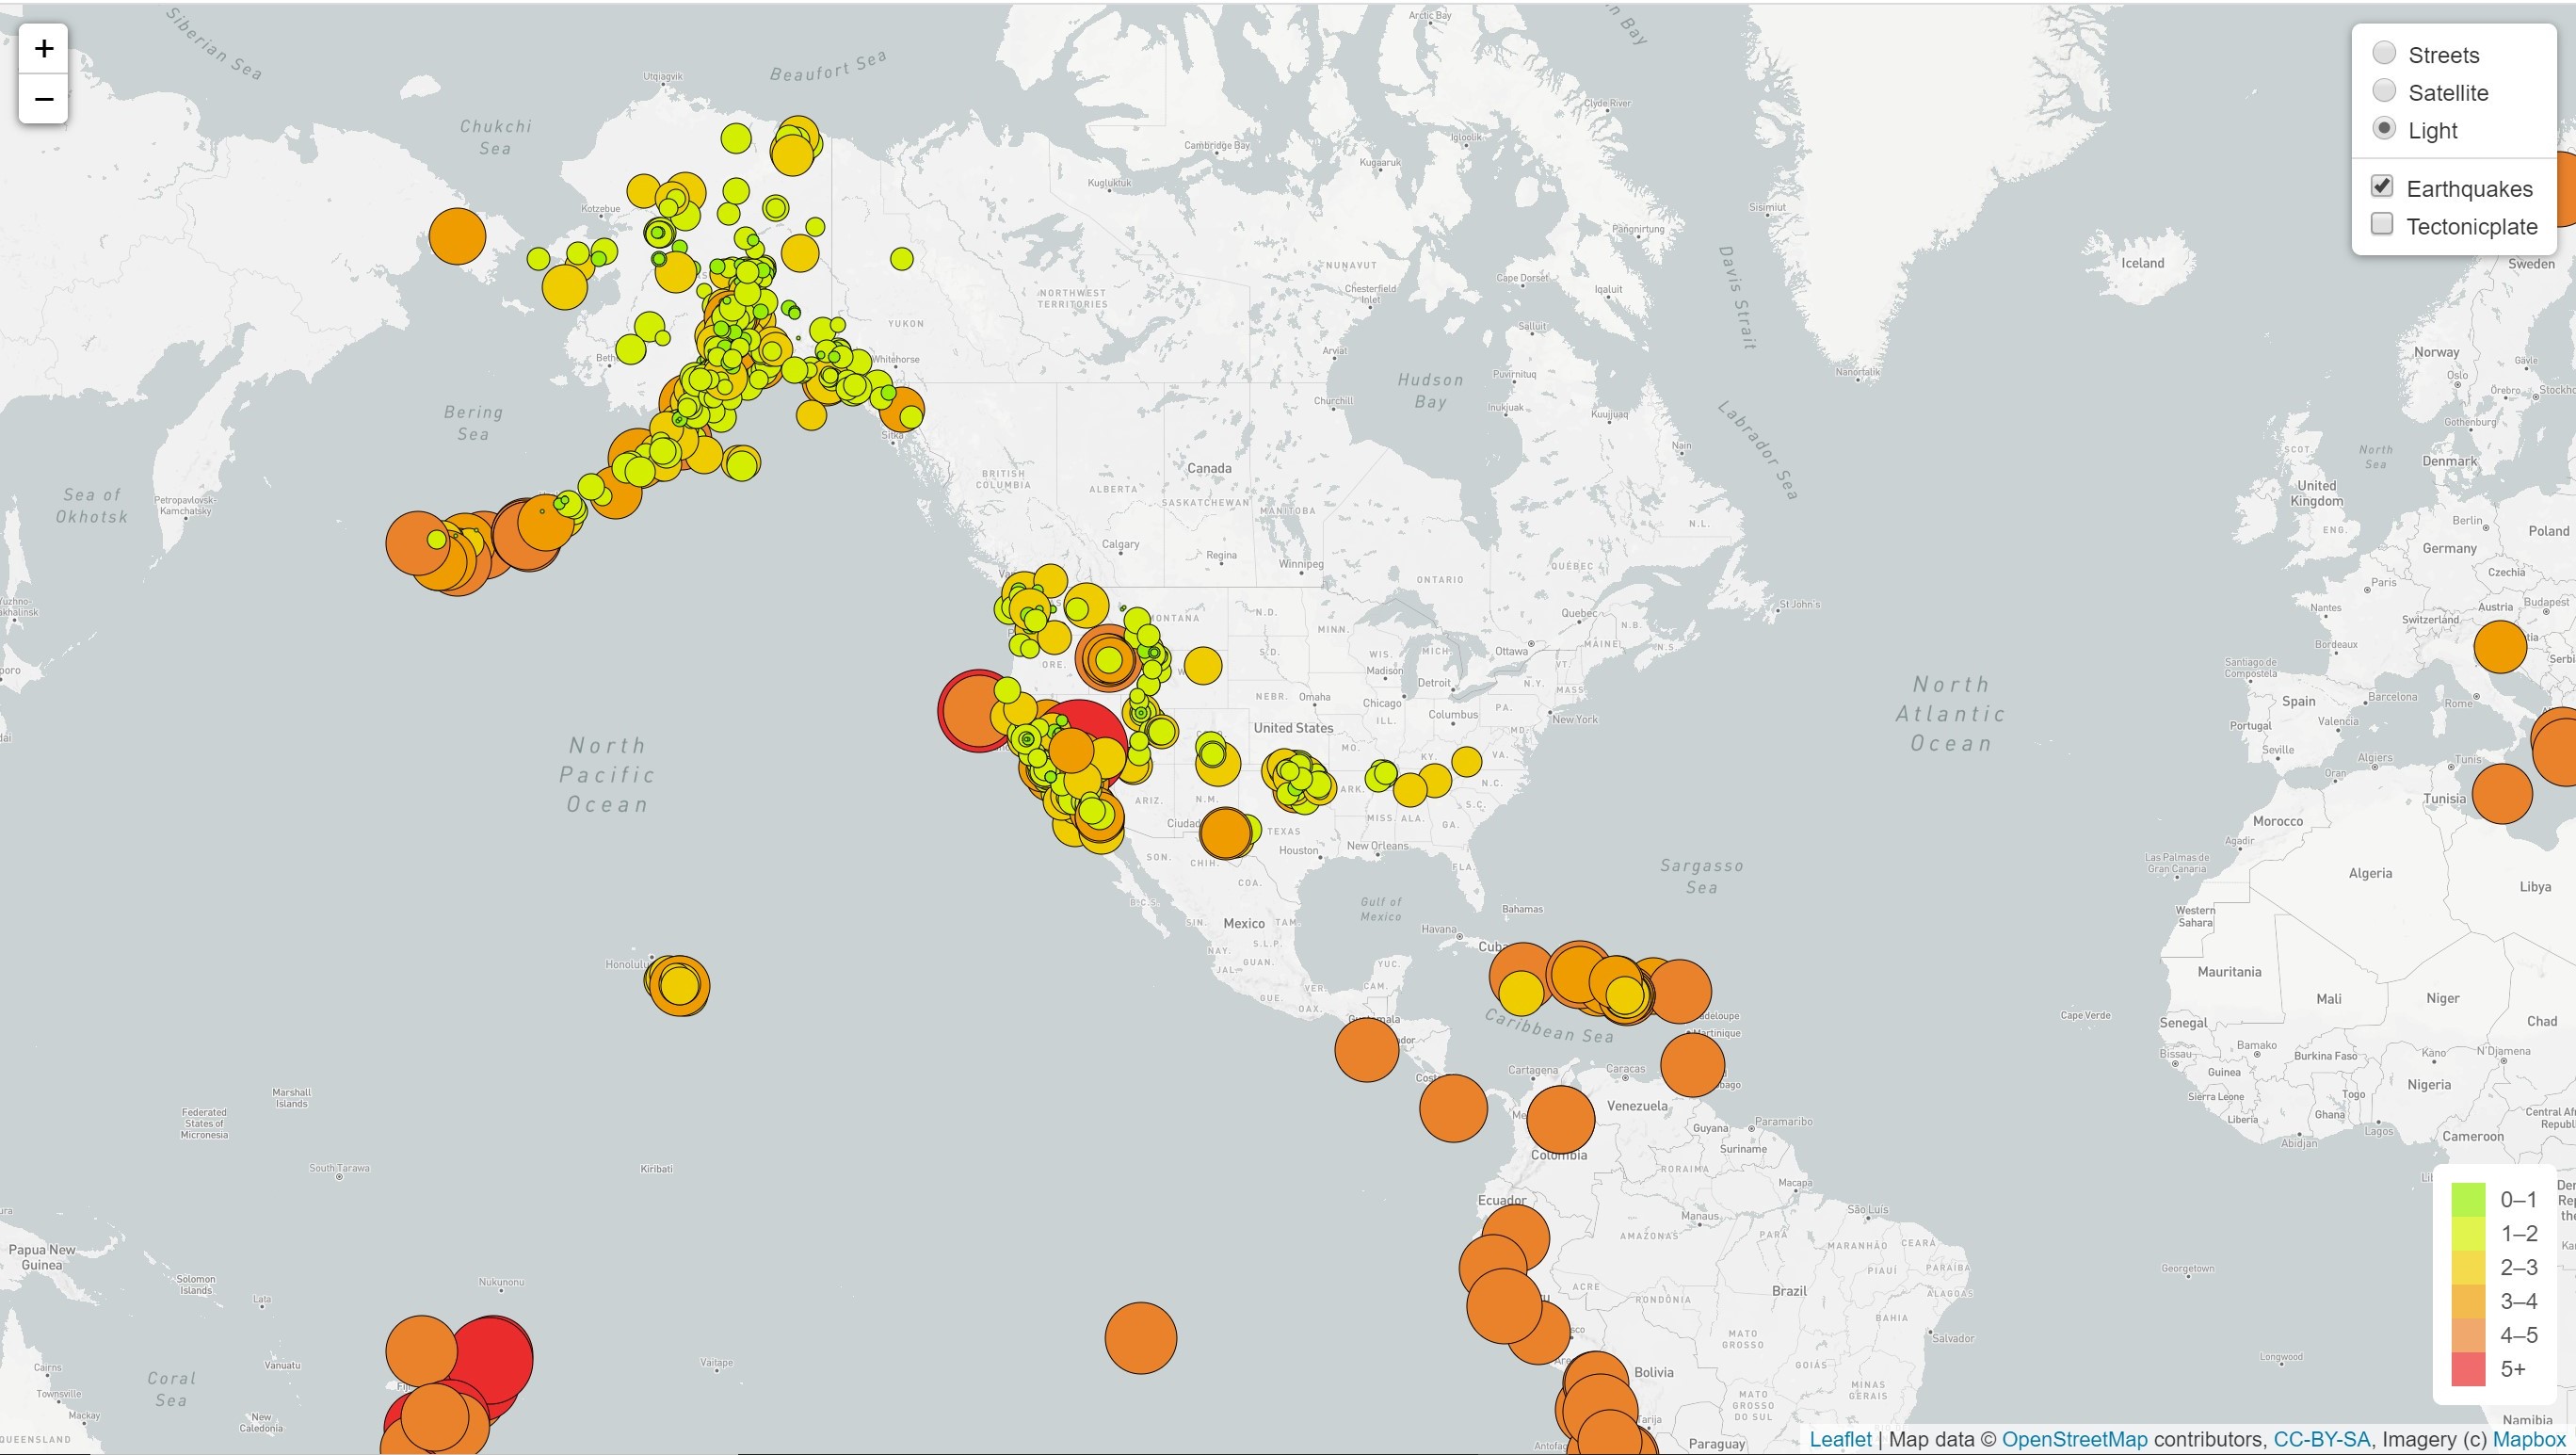 +
−
Siberian Sea
Beaufort Sea
Utqiagvik
Arctic Bay
Chukchi
Sea
Clyde River
Igloolik
Cambridge Bay
Kugaaruk
Kugluktuk
Kotzebue
Sisimiut
Pangnirtung
Davis Strait
NUNAVUT
Cape Dorset
Iqaluit
Chesterfield
Inlet
NORTHWEST
TERRITORIES
YUKON
Salluit
Whitehorse
Arviat
Puvirnituq
Nanortalik
Hudson
Bay
Churchill
Inukjuak
Kuujjuaq
Labrador Sea
Bering
Sea
Sitka
Nain
Canada
BRITISH
COLUMBIA
ALBERTA
SASKATCHEWAN
MANITOBA
Sea of
Okhotsk
Petropavlovsk-
Kamchatsky
N.L.
Calgary
Regina
Winnipeg
ONTARIO
QUÉBEC
St John's
Quebec
N.B.
MAINE
N.S.
MONTANA
N.D.
MINN.
S.D.
WIS.
MICH.
Ottawa
ORE.
Madison
Detroit
VT.
MASS
N.Y.
NEBR.
Omaha
Chicago
ILL.
Columbus
PA.
New York
United States
MD.
MO.
KY.
VA.
ARIZ.
N.M.
ARK.
N.C.
S.C.
MISS.
ALA.
GA.
TEXAS
Houston
New Orleans
SON.
CHIH.
FLA.
COA.
B.C.S.
Gulf of
Mexico
Bahamas
Sargasso
Sea
North
Pacific
Ocean
North
Atlantic
Ocean
SIN.
Mexico
TAM.
Havana
Cuba
NAY.
S.L.P.
JAL.
GUAN.
YUC.
CAM.
VER.
GUE.
OAX.
Honolulu
Caribbean Sea
Martinique
Cartagena
Caracas
Venezuela
Guyana
Paramaribo
Suriname
Colombia
RORAIMA
Macapa
Ecuador
Manaus
São Luís
AMAZONAS
PARÁ
MARANHÃO
CEARÁ
PIAUÍ
PARAÍBA
ACRE
RONDÔNIA
Brazil
ALAGOAS
BAHIA
MATO
GROSSO
Salvador
Bolivia
GOIÁS
MINAS
GERAIS
MATO
GROSSO
DO SUL
Paraguay
Marshall
Islands
Federated
States of
Micronesia
South Tarawa
Kiribati
Papua New
Guinea
Solomon
Islands
Lata
Nukunonu
Vaitape
Vanuatu
Cairns
Townsville
Mackay
Coral
Sea
New
Caledonia
QUEENSLAND
Streets
Satellite
Light
Earthquakes
Tectonicplate
Iceland
Sweden
Norway
Gävle
Oslo
Örebro
Gothenburg
SCOT.
North
Sea
Denmark
United
Kingdom
ENG.
Berlin
Poland
Germany
Czechia
Paris
Nantes
Austria
Budapest
Switzerland
Bordeaux
Santiago de
Compostela
Spain
Barcelona
Rome
Portugal
Valencia
Seville
Algiers
Tunis
Oran
Tunisia
Morocco
Agadir
Las Palmas de
Gran Canaria
Algeria
Libya
Western
Sahara
Mauritania
Mali
Niger
Chad
Cape Verde
Senegal
Bissau
Bamako
Burkina Faso
Kano
N'Djamena
Guinea
Nigeria
Sierra Leone
Togo
Liberia
Ghana
Abidjan
Lagos
Cameroon
Georgetown
Longwood
Namibia
0–1
1–2
2–3
3–4
4–5
5+
Leaflet | Map data © OpenStreetMap contributors, CC-BY-SA, Imagery (c) Mapbox